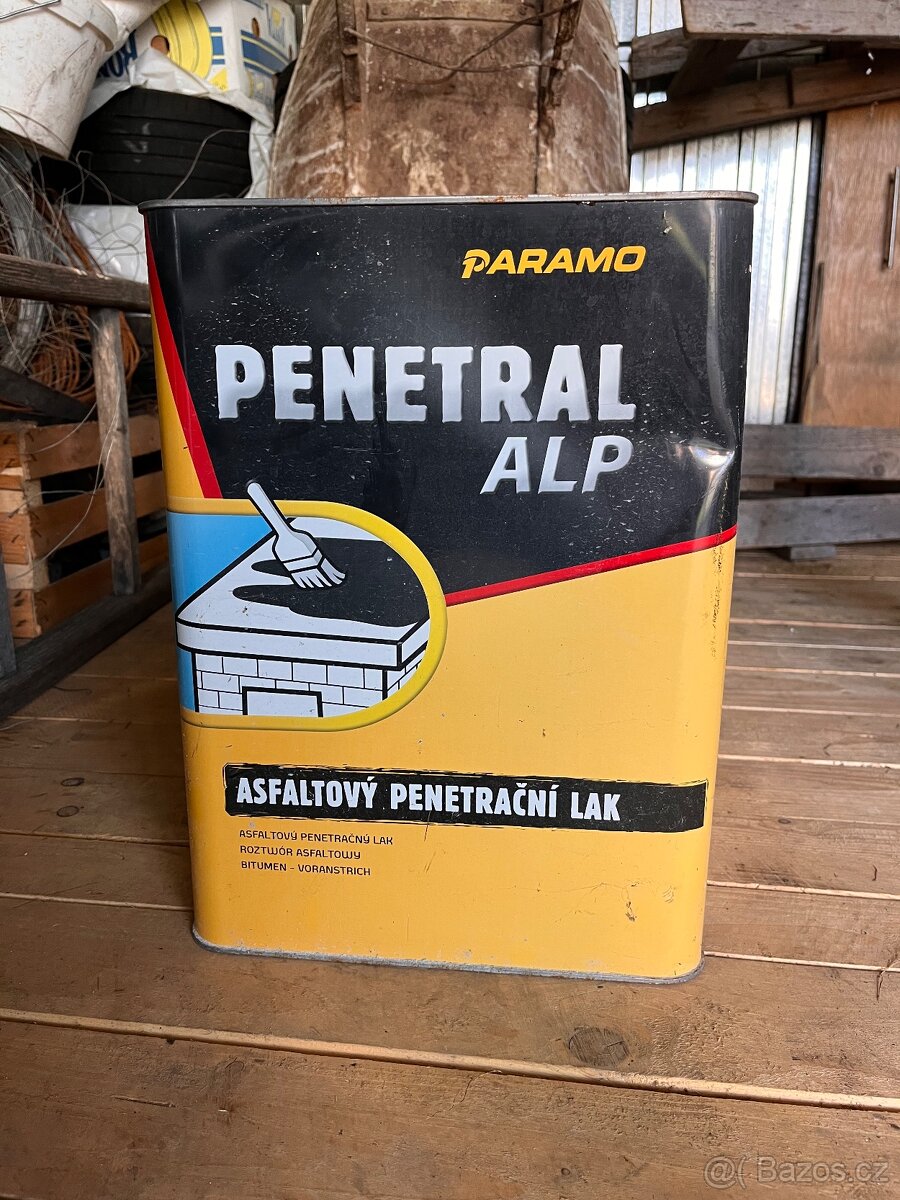 PARAMO
PENETRAL
ALP
ASFALTOVÝ PENETRAČNÍ LAK
ASFALTOVÝ PENETRAČNÝ LAK
ROZTWÓR ASFALTOWY
BITUMEN - VORANSTRICH
@( Bazos.cz